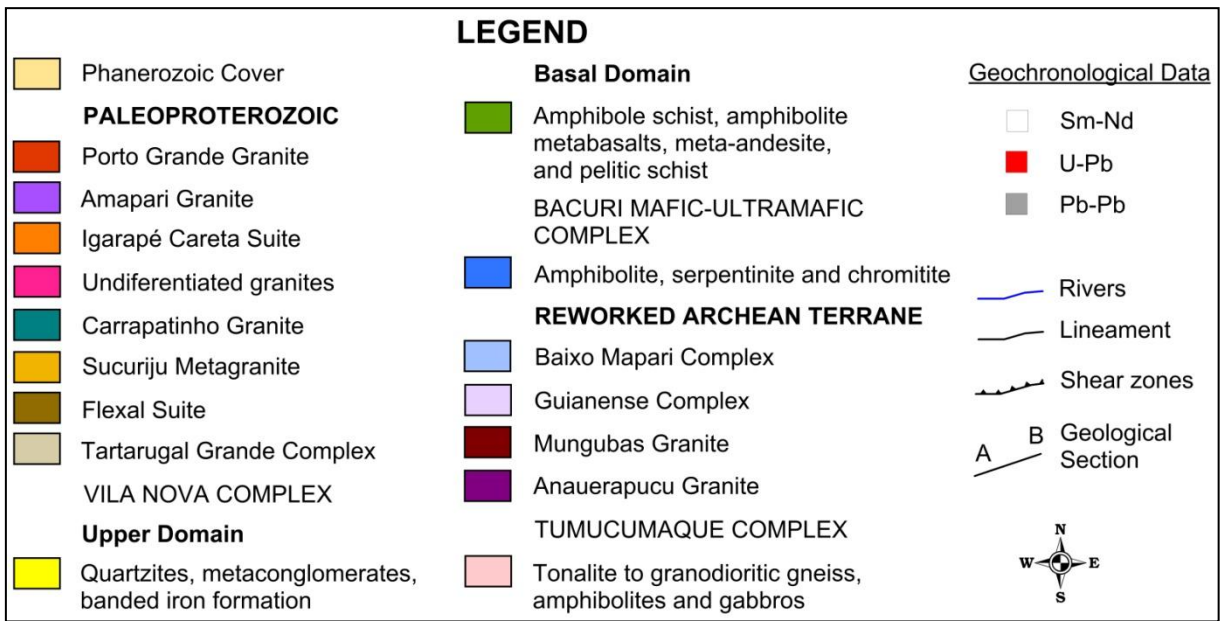 LEGEND
Phanerozoic Cover
PALEOPROTEROZOIC
Porto Grande Granite
Amapari Granite
Igarapé Careta Suite
Undiferentiated granites
Carrapatinho Granite
Sucuriju Metagranite
Flexal Suite
Tartarugal Grande Complex
VILA NOVA COMPLEX
Upper Domain
Quartzites, metaconglomerates,
banded iron formation
Basal Domain
Amphibole schist, amphibolite
metabasalts, meta-andesite,
and pelitic schist
BACURI MAFIC-ULTRAMAFIC
COMPLEX
Amphibolite, serpentinite and chromitite
REWORKED ARCHEAN TERRANE
Baixo Mapari Complex
Guianense Complex
Mungubas Granite
Anauerapucu Granite
TUMUCUMAQUE COMPLEX
Tonalite to granodioritic gneiss,
amphibolites and gabbros
Geochronological Data
Sm-Nd
U-Pb
Pb-Pb
Rivers
Lineament
Shear zones
A B Geological
Section
N
W E
S